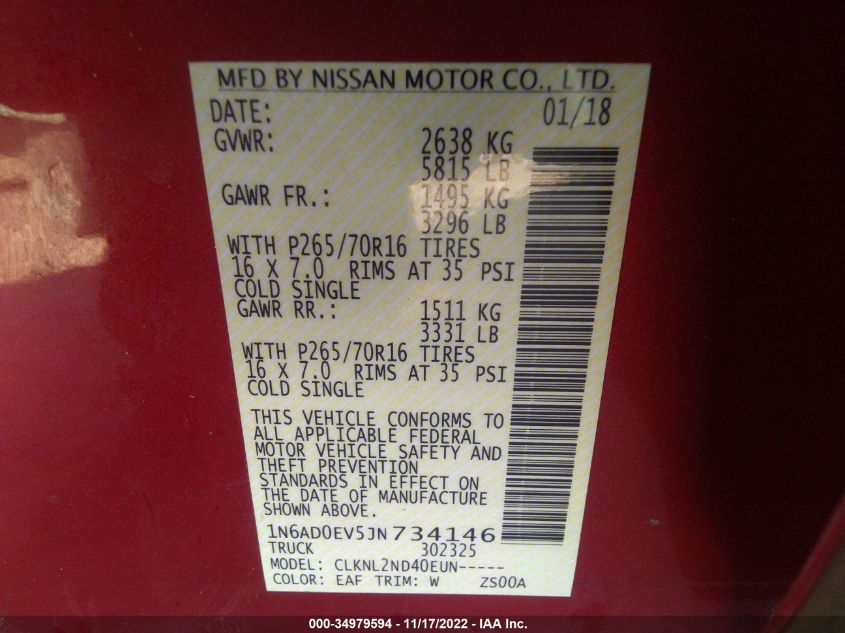 MFD BY NISSAN MOTOR CO., LTD.
DATE: 01/18
GVWR: 2638 KG
5815 LB
GAWR FR.: 1495 KG
3296 LB
WITH P265/70R16 TIRES
16 X 7.0 RIMS AT 35 PSI
COLD SINGLE
GAWR RR.: 1511 KG
3331 LB
WITH P265/70R16 TIRES
16 X 7.0 RIMS AT 35 PSI
COLD SINGLE
THIS VEHICLE CONFORMS TO
ALL APPLICABLE FEDERAL
MOTOR VEHICLE SAFETY AND
THEFT PREVENTION
STANDARDS IN EFFECT ON
THE DATE OF MANUFACTURE
SHOWN ABOVE.
1N6AD0EV5JN734146
TRUCK 302325
MODEL: CLKNL2ND40EUN-----
COLOR: EAF TRIM: W ZS00A
000-34979594 - 11/17/2022 - IAA Inc.